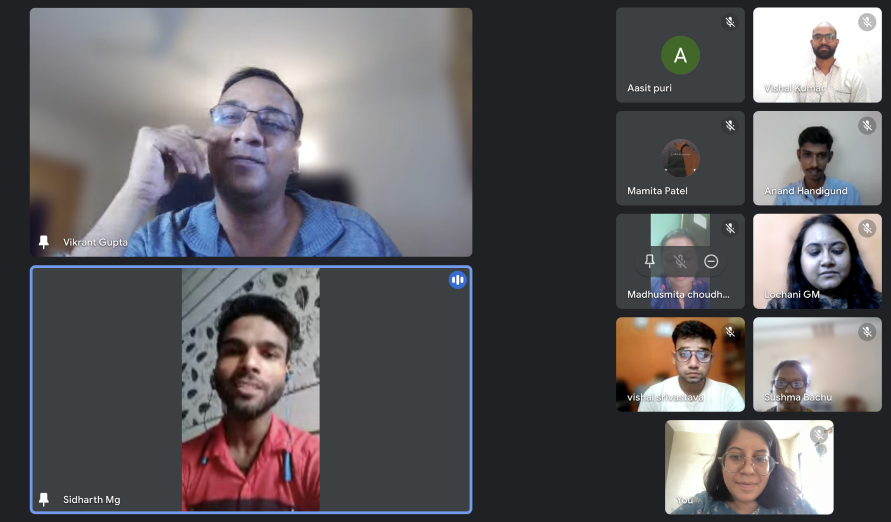 Vikrant Gupta
Sidharth Mg
A
Aasit puri
Vishal Kumar
Mamita Patel
Anand Handigund
Madhusmita choudh...
Lochani GM
vishal srivastava
Sushma Bachu
You